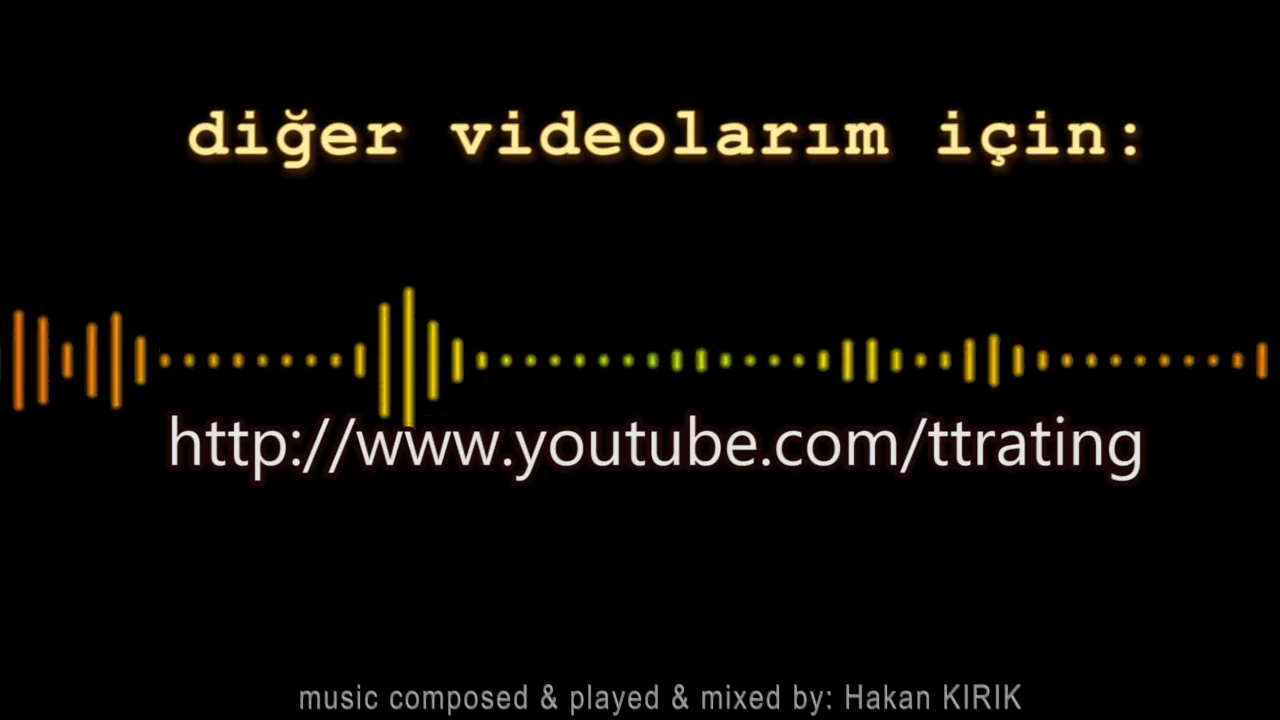 diğer videolarım için:
http://www.youtube.com/ttrating
music composed & played & mixed by: Hakan KIRIK